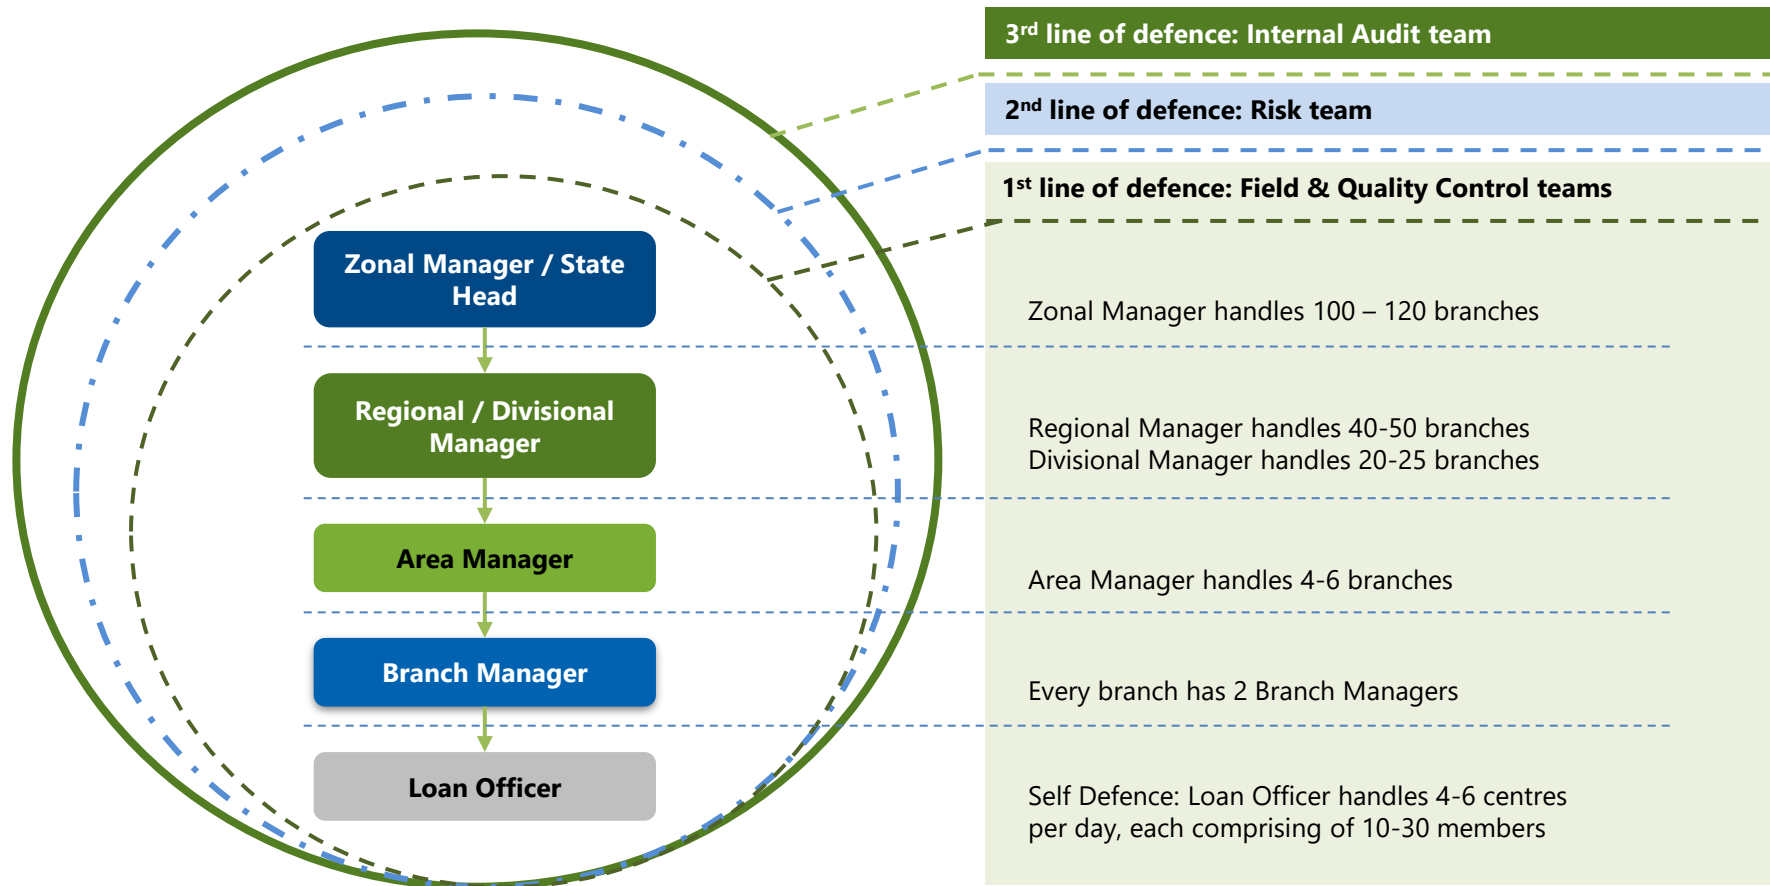 3rd line of defence: Internal Audit team
2nd line of defence: Risk team
1st line of defence: Field & Quality Control teams
Zonal Manager / State
Head
Zonal Manager handles 100 – 120 branches
Regional / Divisional
Manager
Regional Manager handles 40-50 branches
Divisional Manager handles 20-25 branches
Area Manager
Area Manager handles 4-6 branches
Branch Manager
Every branch has 2 Branch Managers
Loan Officer
Self Defence: Loan Officer handles 4-6 centres
per day, each comprising of 10-30 members